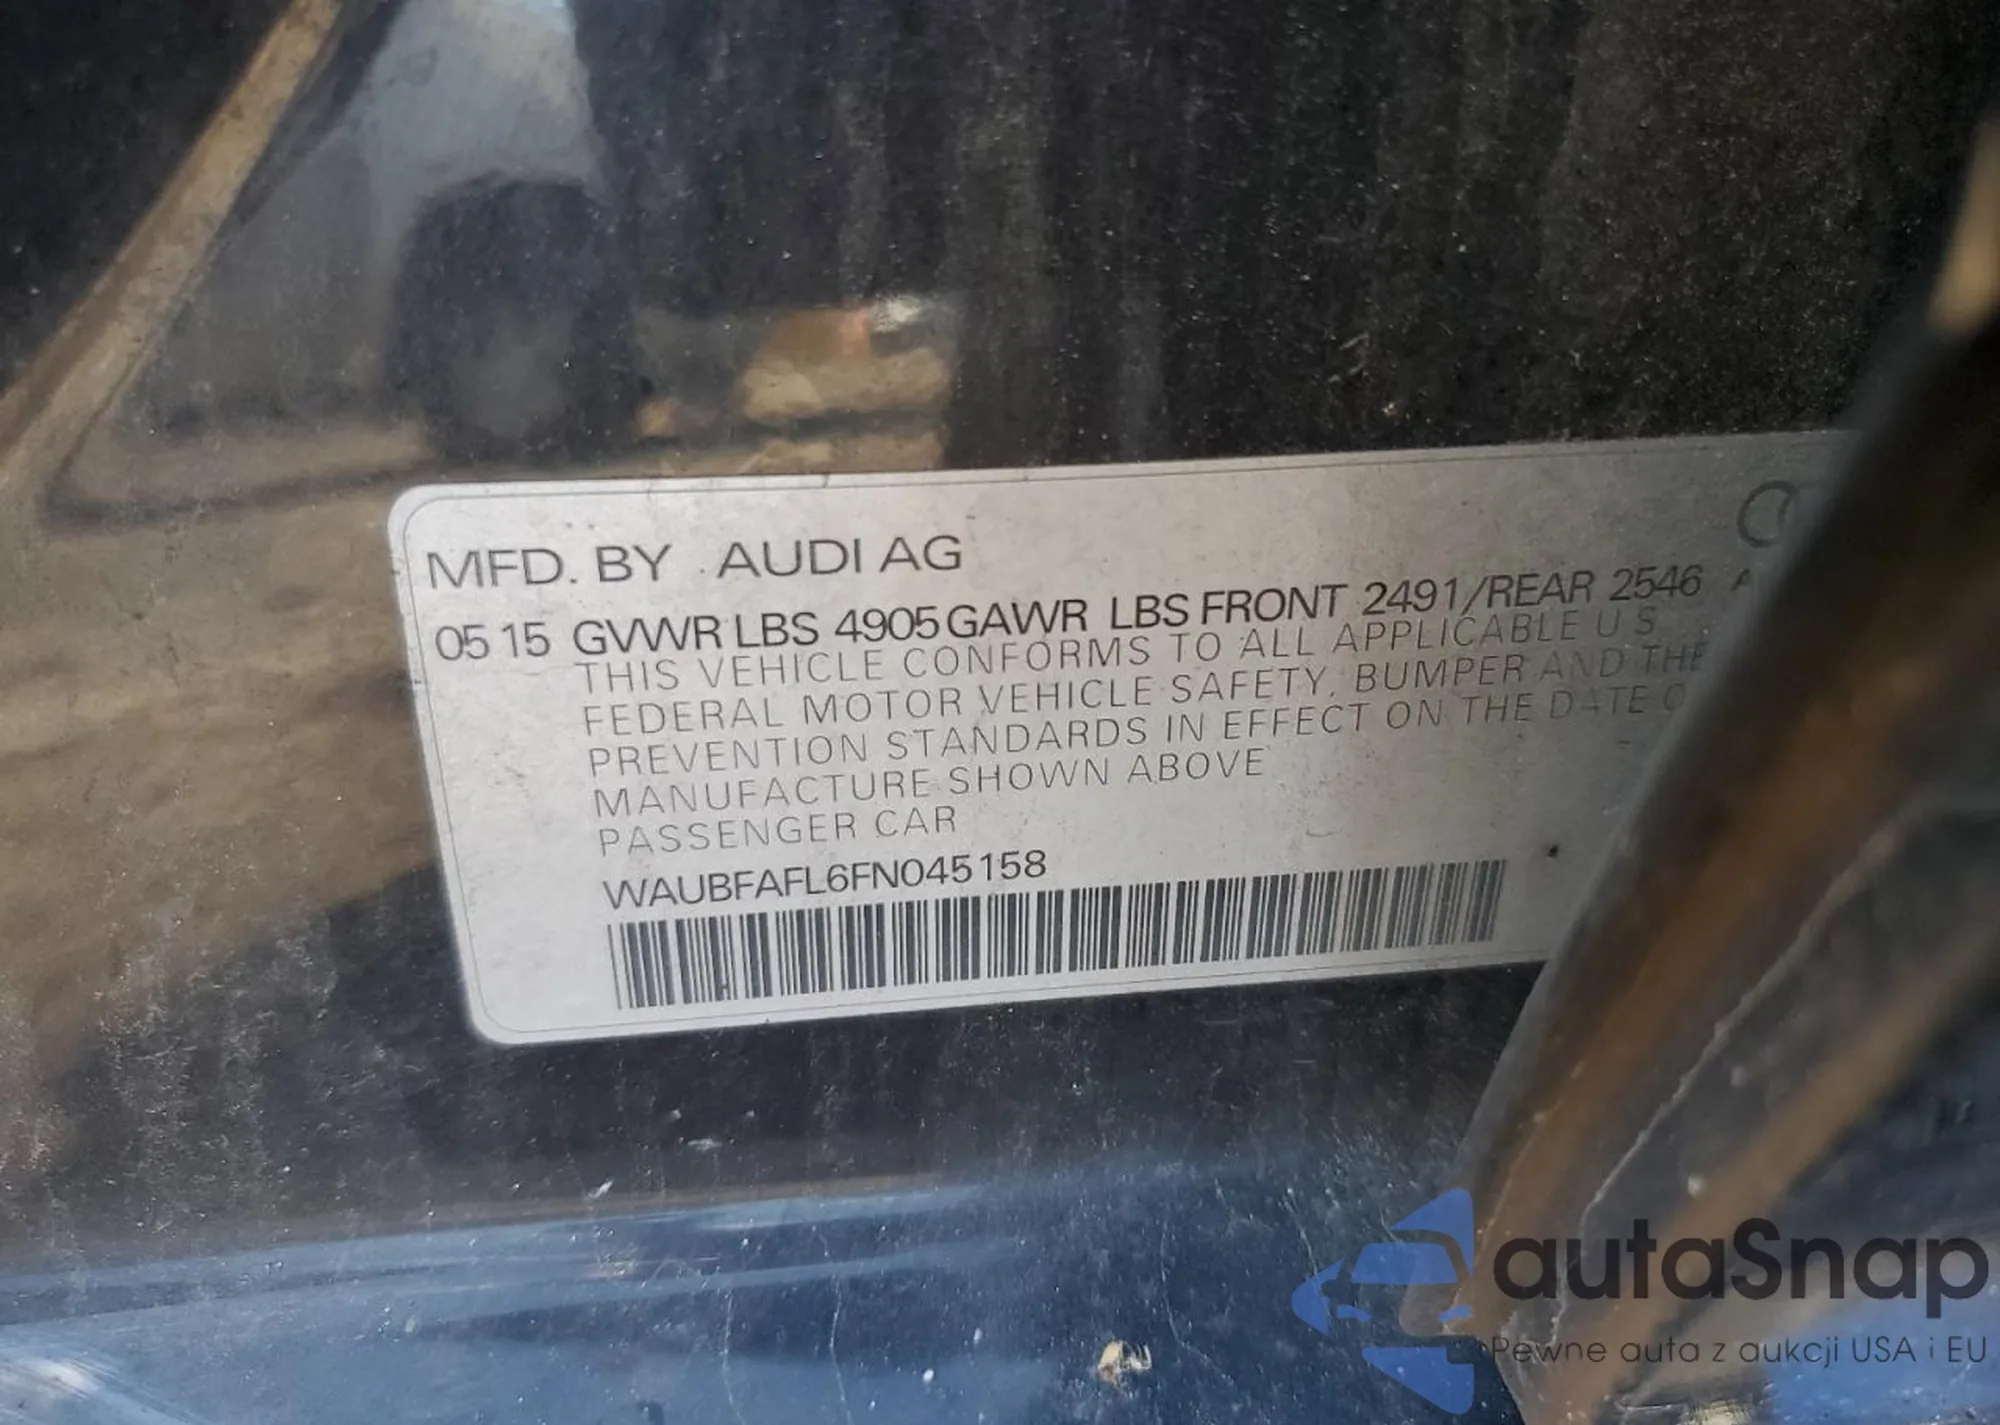 MFD. BY AUDI AG
05 15 GVWR LBS 4905 GAWR LBS FRONT 2491/REAR 2546
THIS VEHICLE CONFORMS TO ALL APPLICABLE U S
FEDERAL MOTOR VEHICLE SAFETY, BUMPER AND THE
PREVENTION STANDARDS IN EFFECT ON THE DATE O
MANUFACTURE SHOWN ABOVE
PASSENGER CAR
WAUBFAFL6FN045158
autaSnap
Pewne auta z aukcji USA i EU